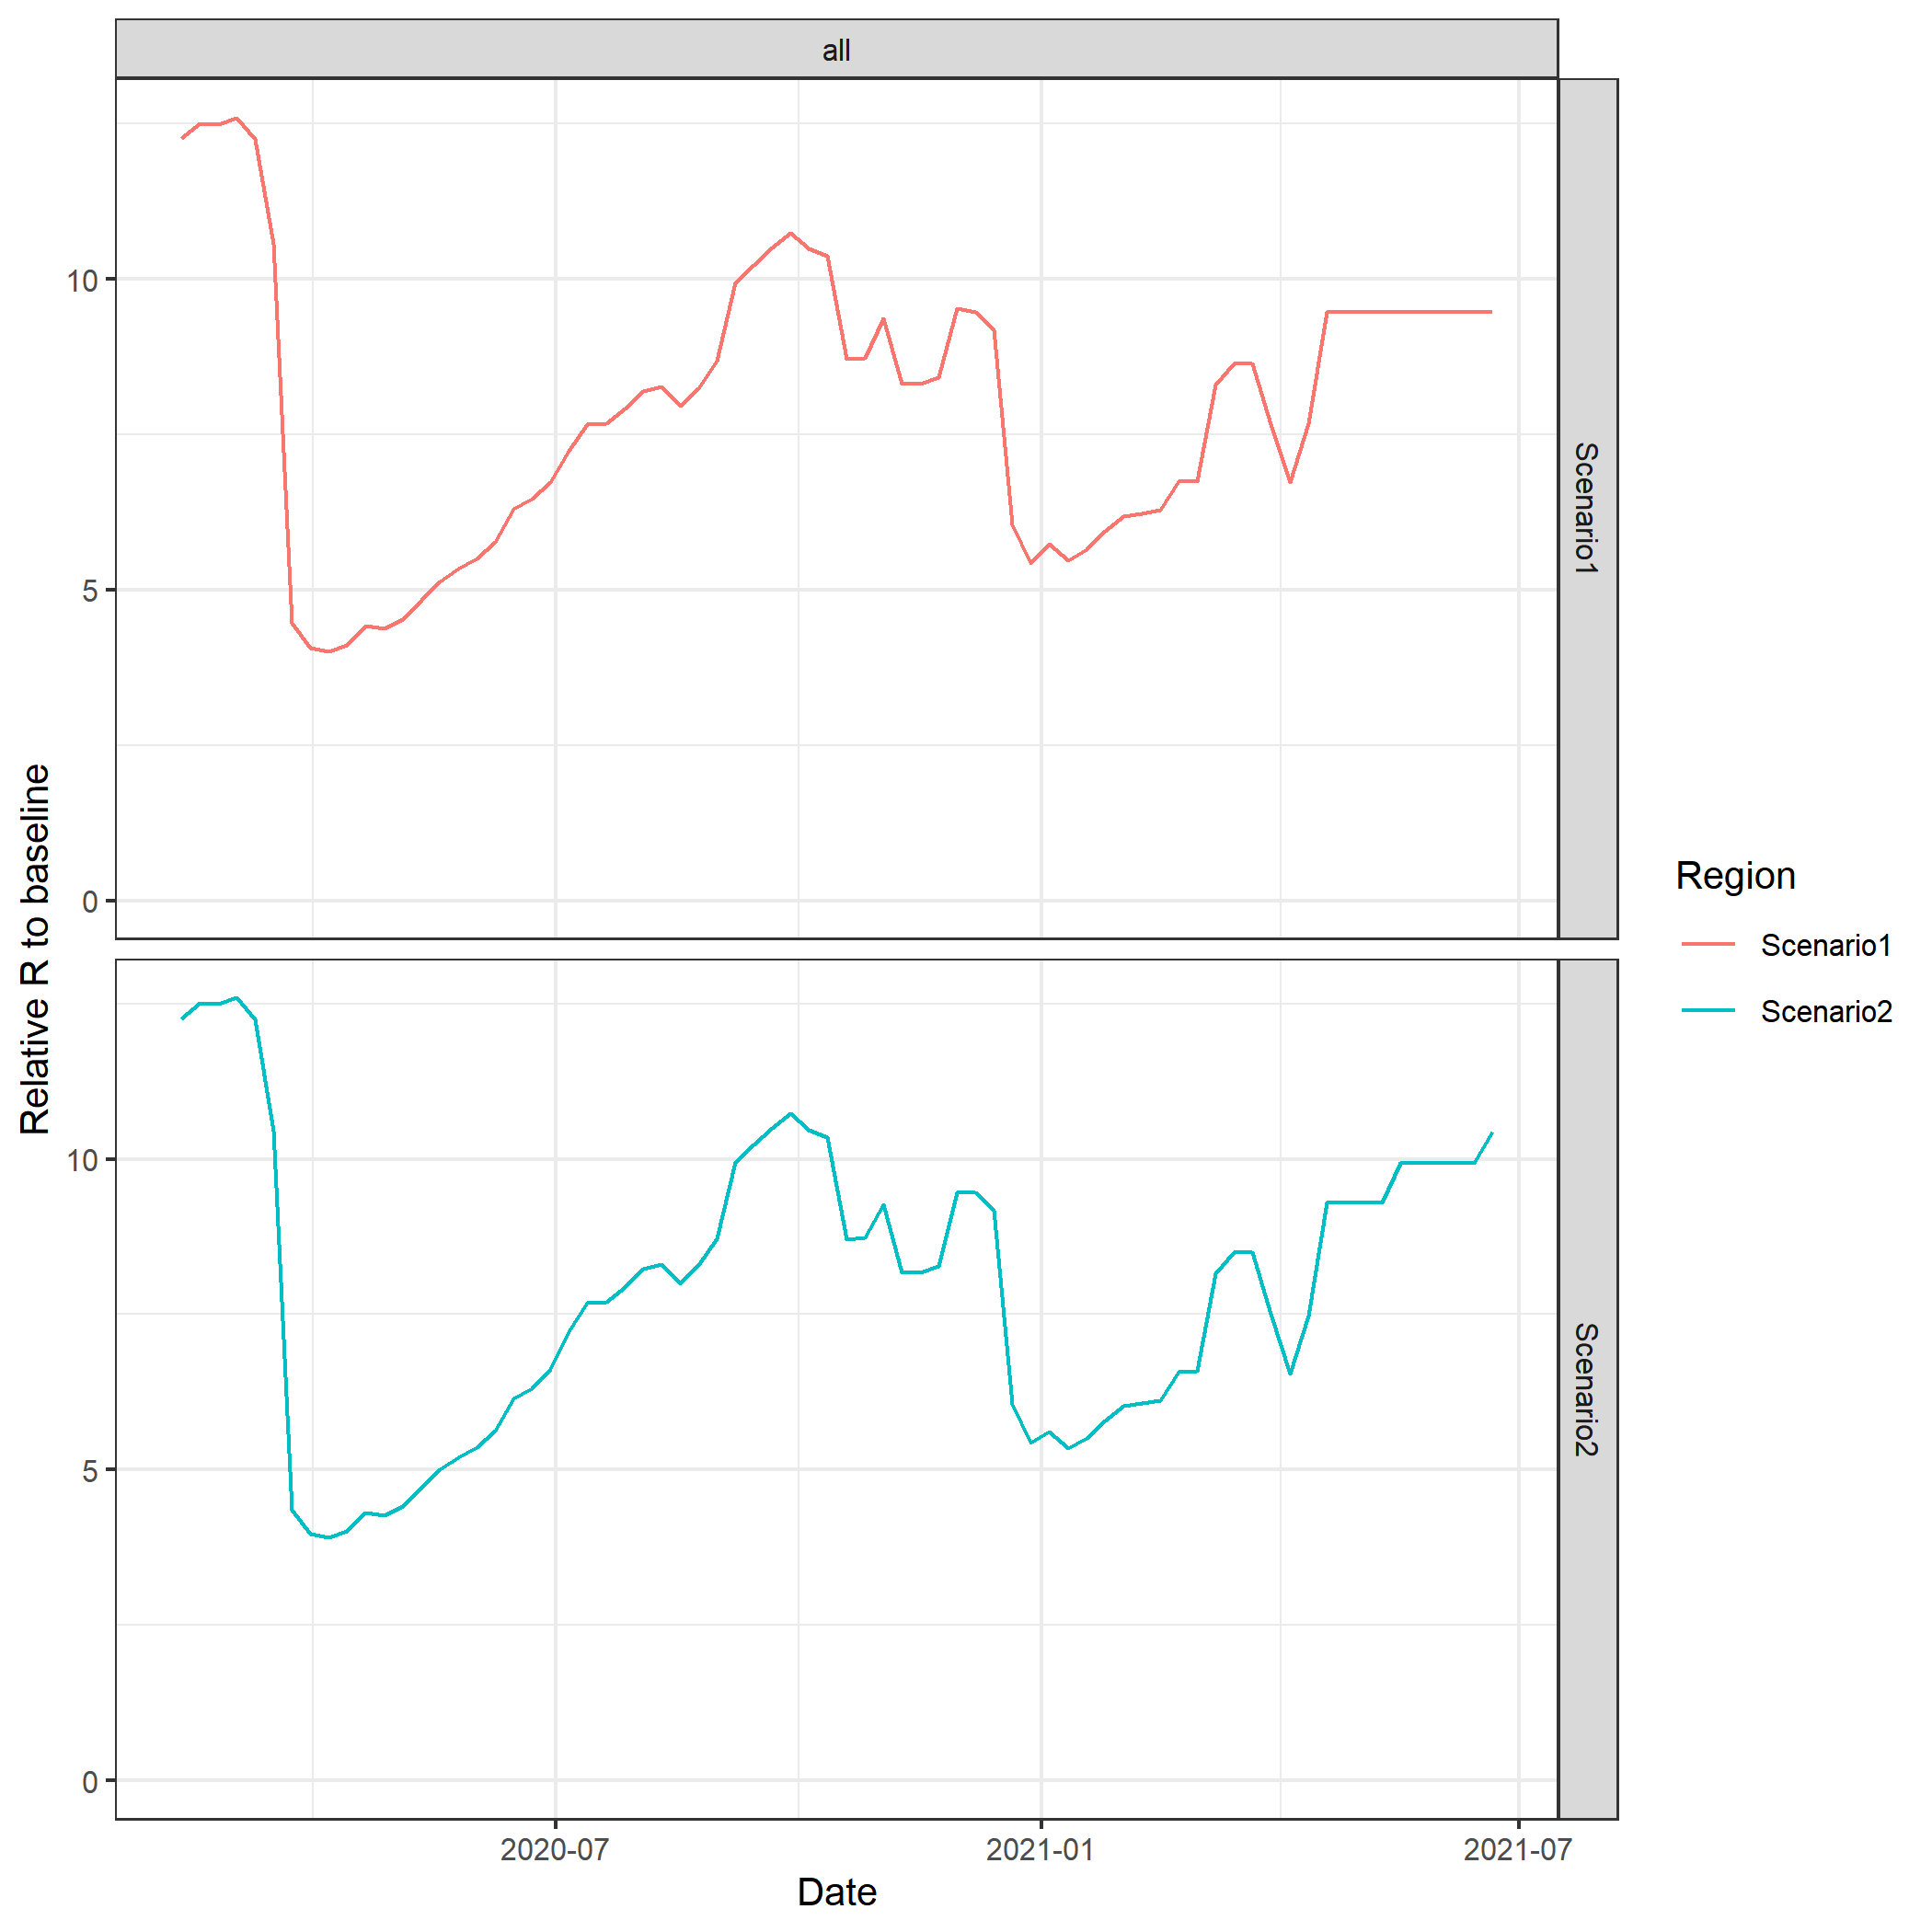 all
Relative R to baseline
10
5
0
Scenario1
10
5
0
Scenario2
2020-07
2021-01
2021-07
Date
Region
Scenario1
Scenario2